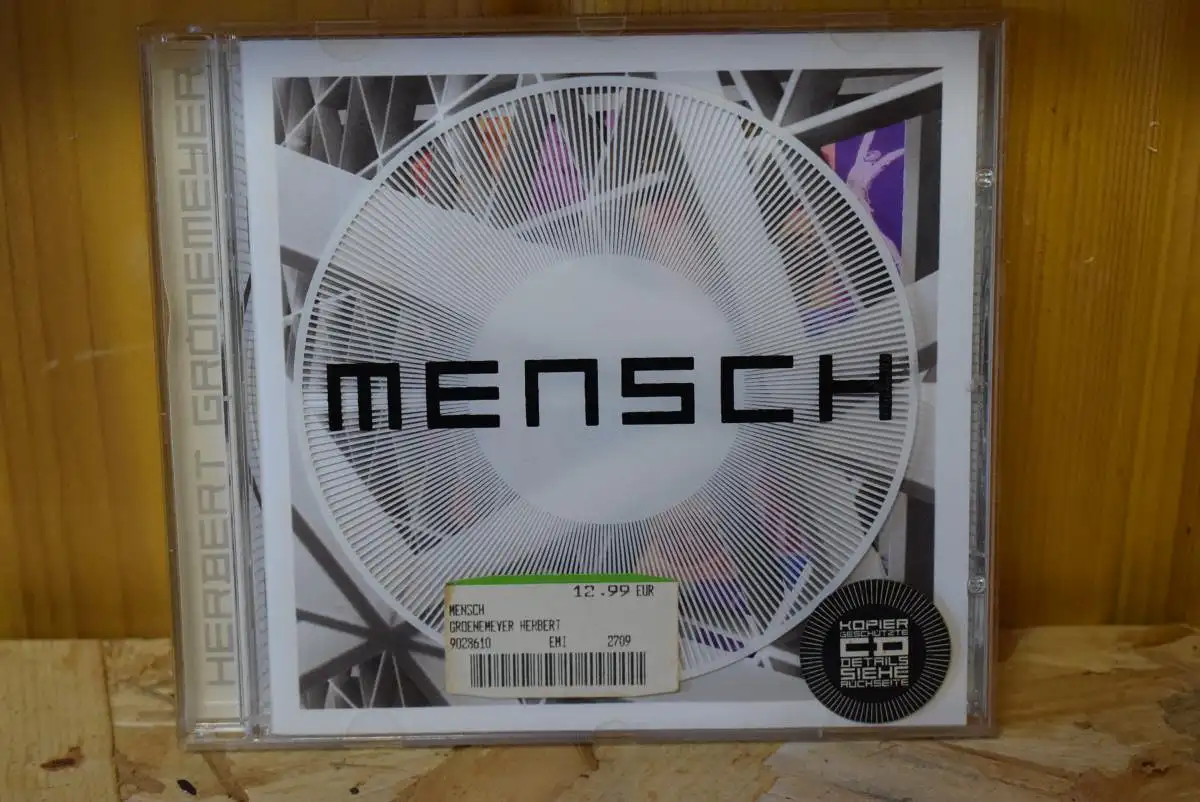 HERBERT GRÖNEMEYER
MENSCH
12.99 EUR
MENSCH
GROENEMEYER HERBERT
9028610 EMI 2709
KOPIER
GESCHÜTZTE
CD
DETAILS
SIEHE
RÜCKSEITE